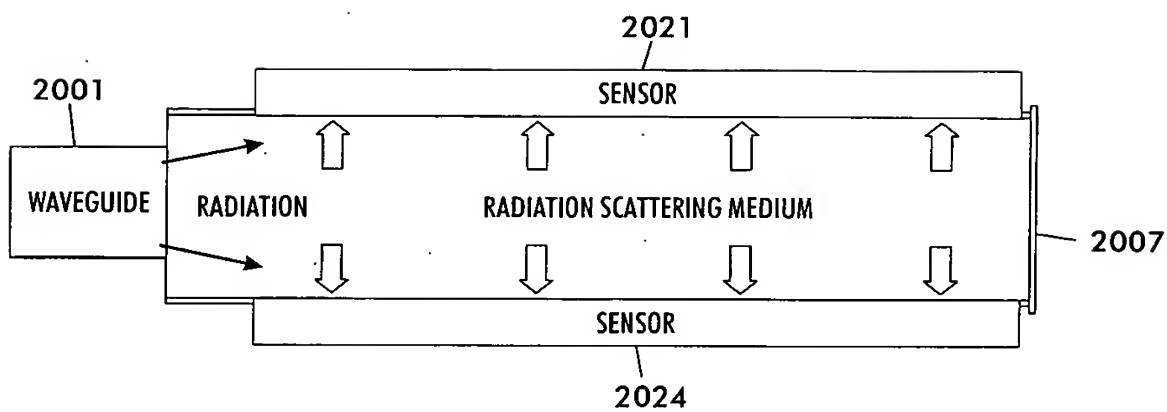 2021
2001
SENSOR
WAVEGUIDE
RADIATION
RADIATION SCATTERING MEDIUM
2007
SENSOR
2024